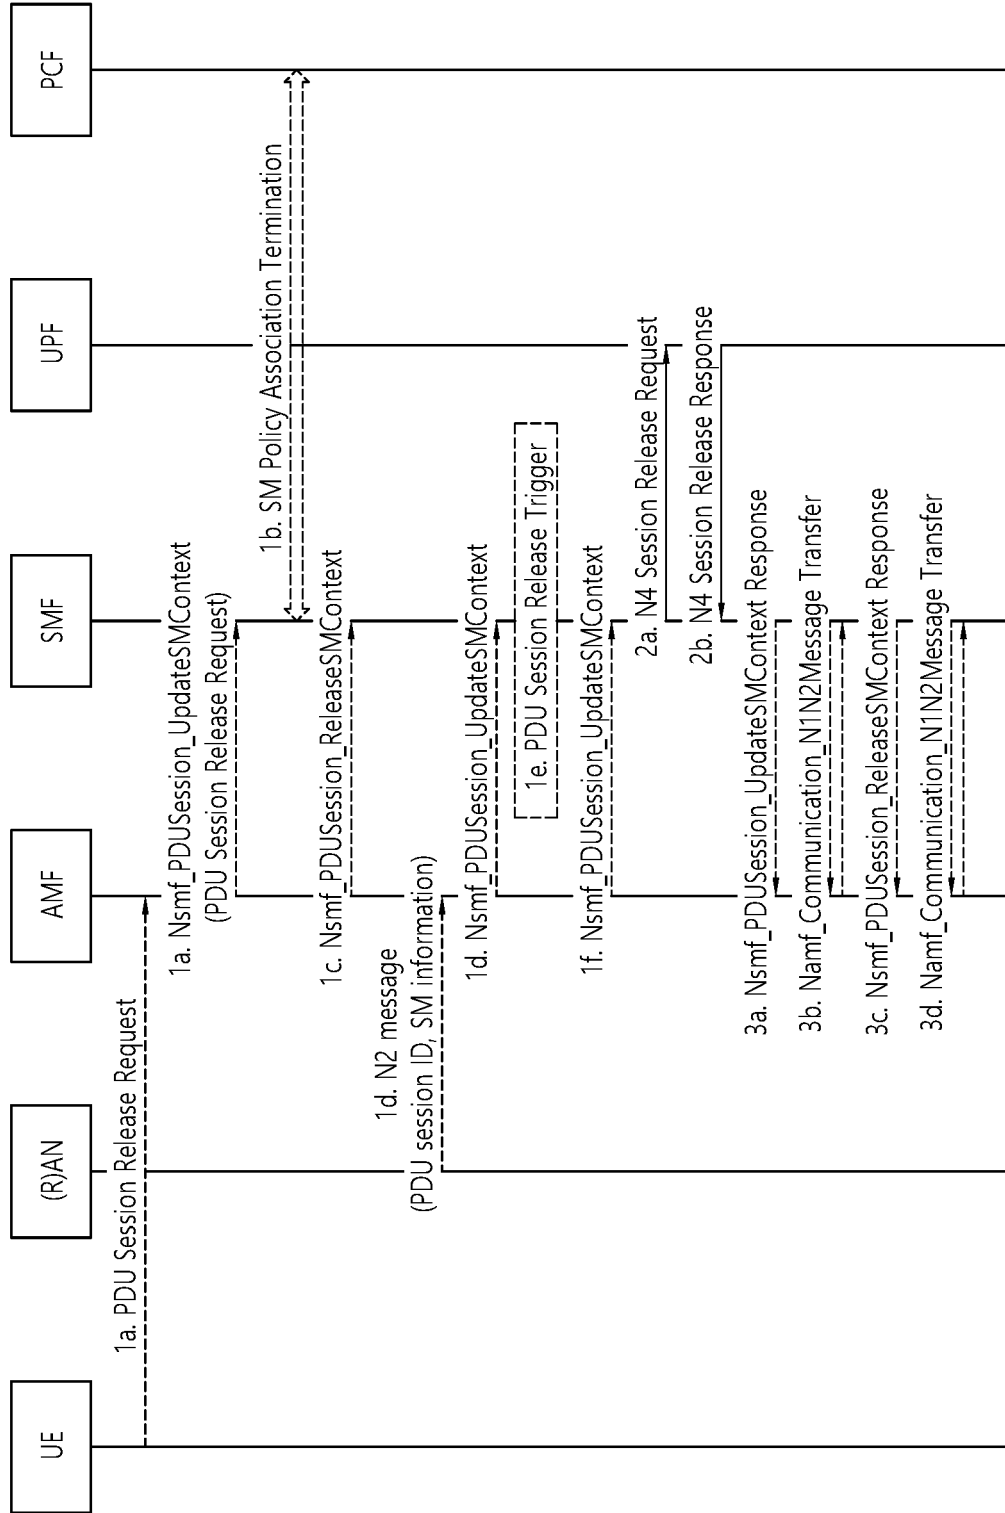 UE
(R)AN
AMF
SMF
UPF
PCF
1a. PDU Session Release Request
1a. Nsmf_PDUSession_UpdateSMContext
(PDU Session Release Request)
1b. SM Policy Association Termination
1c. Nsmf_PDUSession_ReleaseSMContext
1d. N2 message
(PDU session ID, SM information)
1d. Nsmf_PDUSession_UpdateSMContext
1e. PDU Session Release Trigger
1f. Nsmf_PDUSession_UpdateSMContext
2a. N4 Session Release Request
2b. N4 Session Release Response
3a. Nsmf_PDUSession_UpdateSMContext Response
3b. Namf_Communication_N1N2Message Transfer
3c. Nsmf_PDUSession_ReleaseSMContext Response
3d. Namf_Communication_N1N2Message Transfer